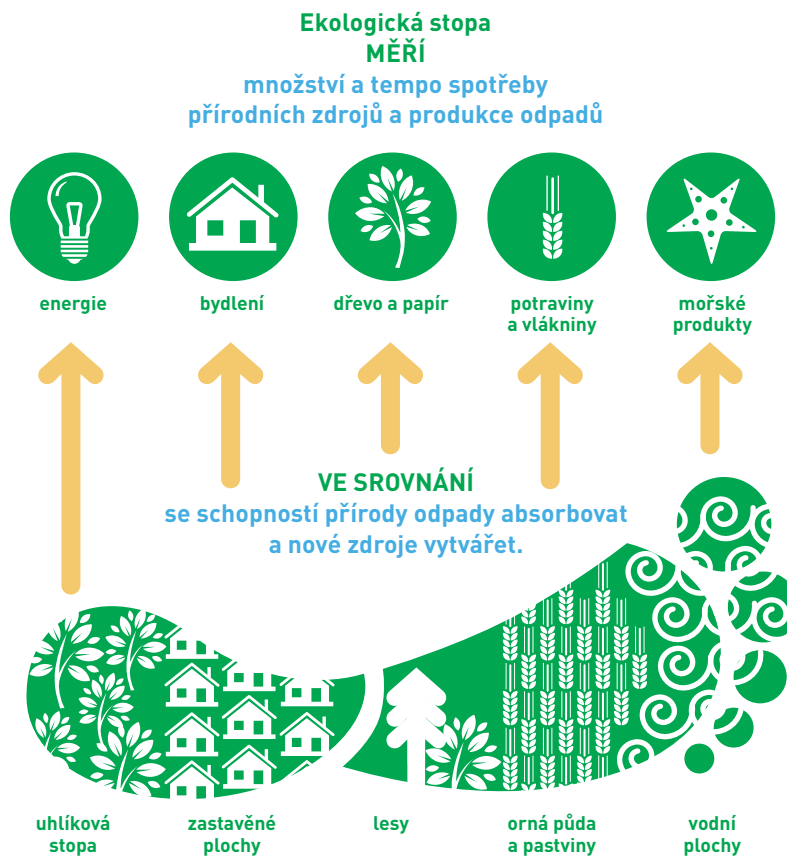 Ekologická stopa
MĚŘÍ
množství a tempo spotřeby
přírodních zdrojů a produkce odpadů
energie
bydlení
dřevo a papír
potraviny
a vlákniny
mořské
produkty
VE SROVNÁNÍ
se schopností přírody odpady absorbovat
a nové zdroje vytvářet.
uhlíková
stopa
zastavěné
plochy
lesy
orná půda
a pastviny
vodní
plochy